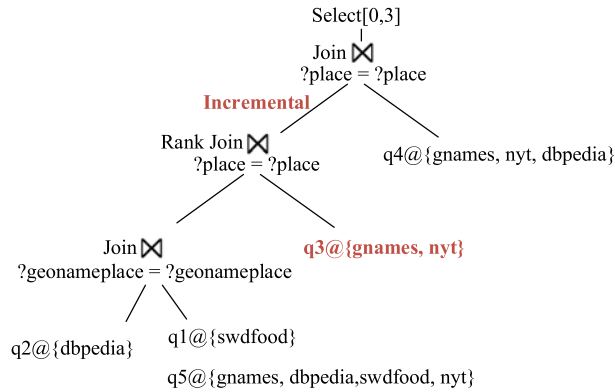 Select[0,3]
Join ⋈
?place = ?place
Incremental
Rank Join ⋈
?place = ?place
q4@{gnames, nyt, dbpedia}
Join ⋈
?geonameplace = ?geonameplace
q3@{gnames, nyt}
q2@{dbpedia}
q1@{swdfood}
q5@{gnames, dbpedia,swdfood, nyt}